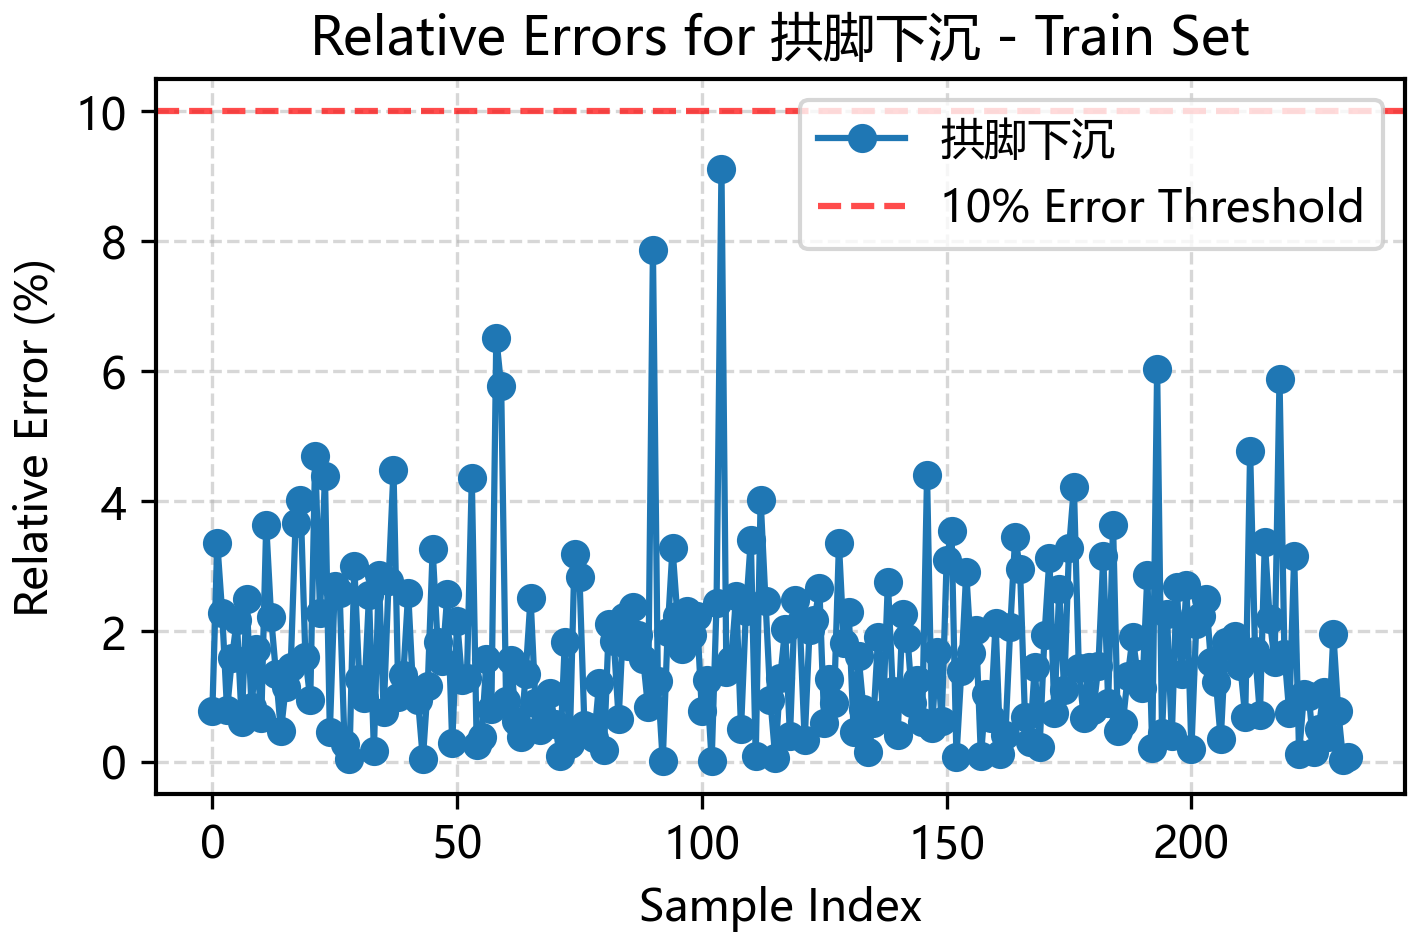 Relative Errors for 拱脚下沉 - Train Set
拱脚下沉
10% Error Threshold
Relative Error (%)
10
8
6
4
2
0
0 50 100 150 200
Sample Index